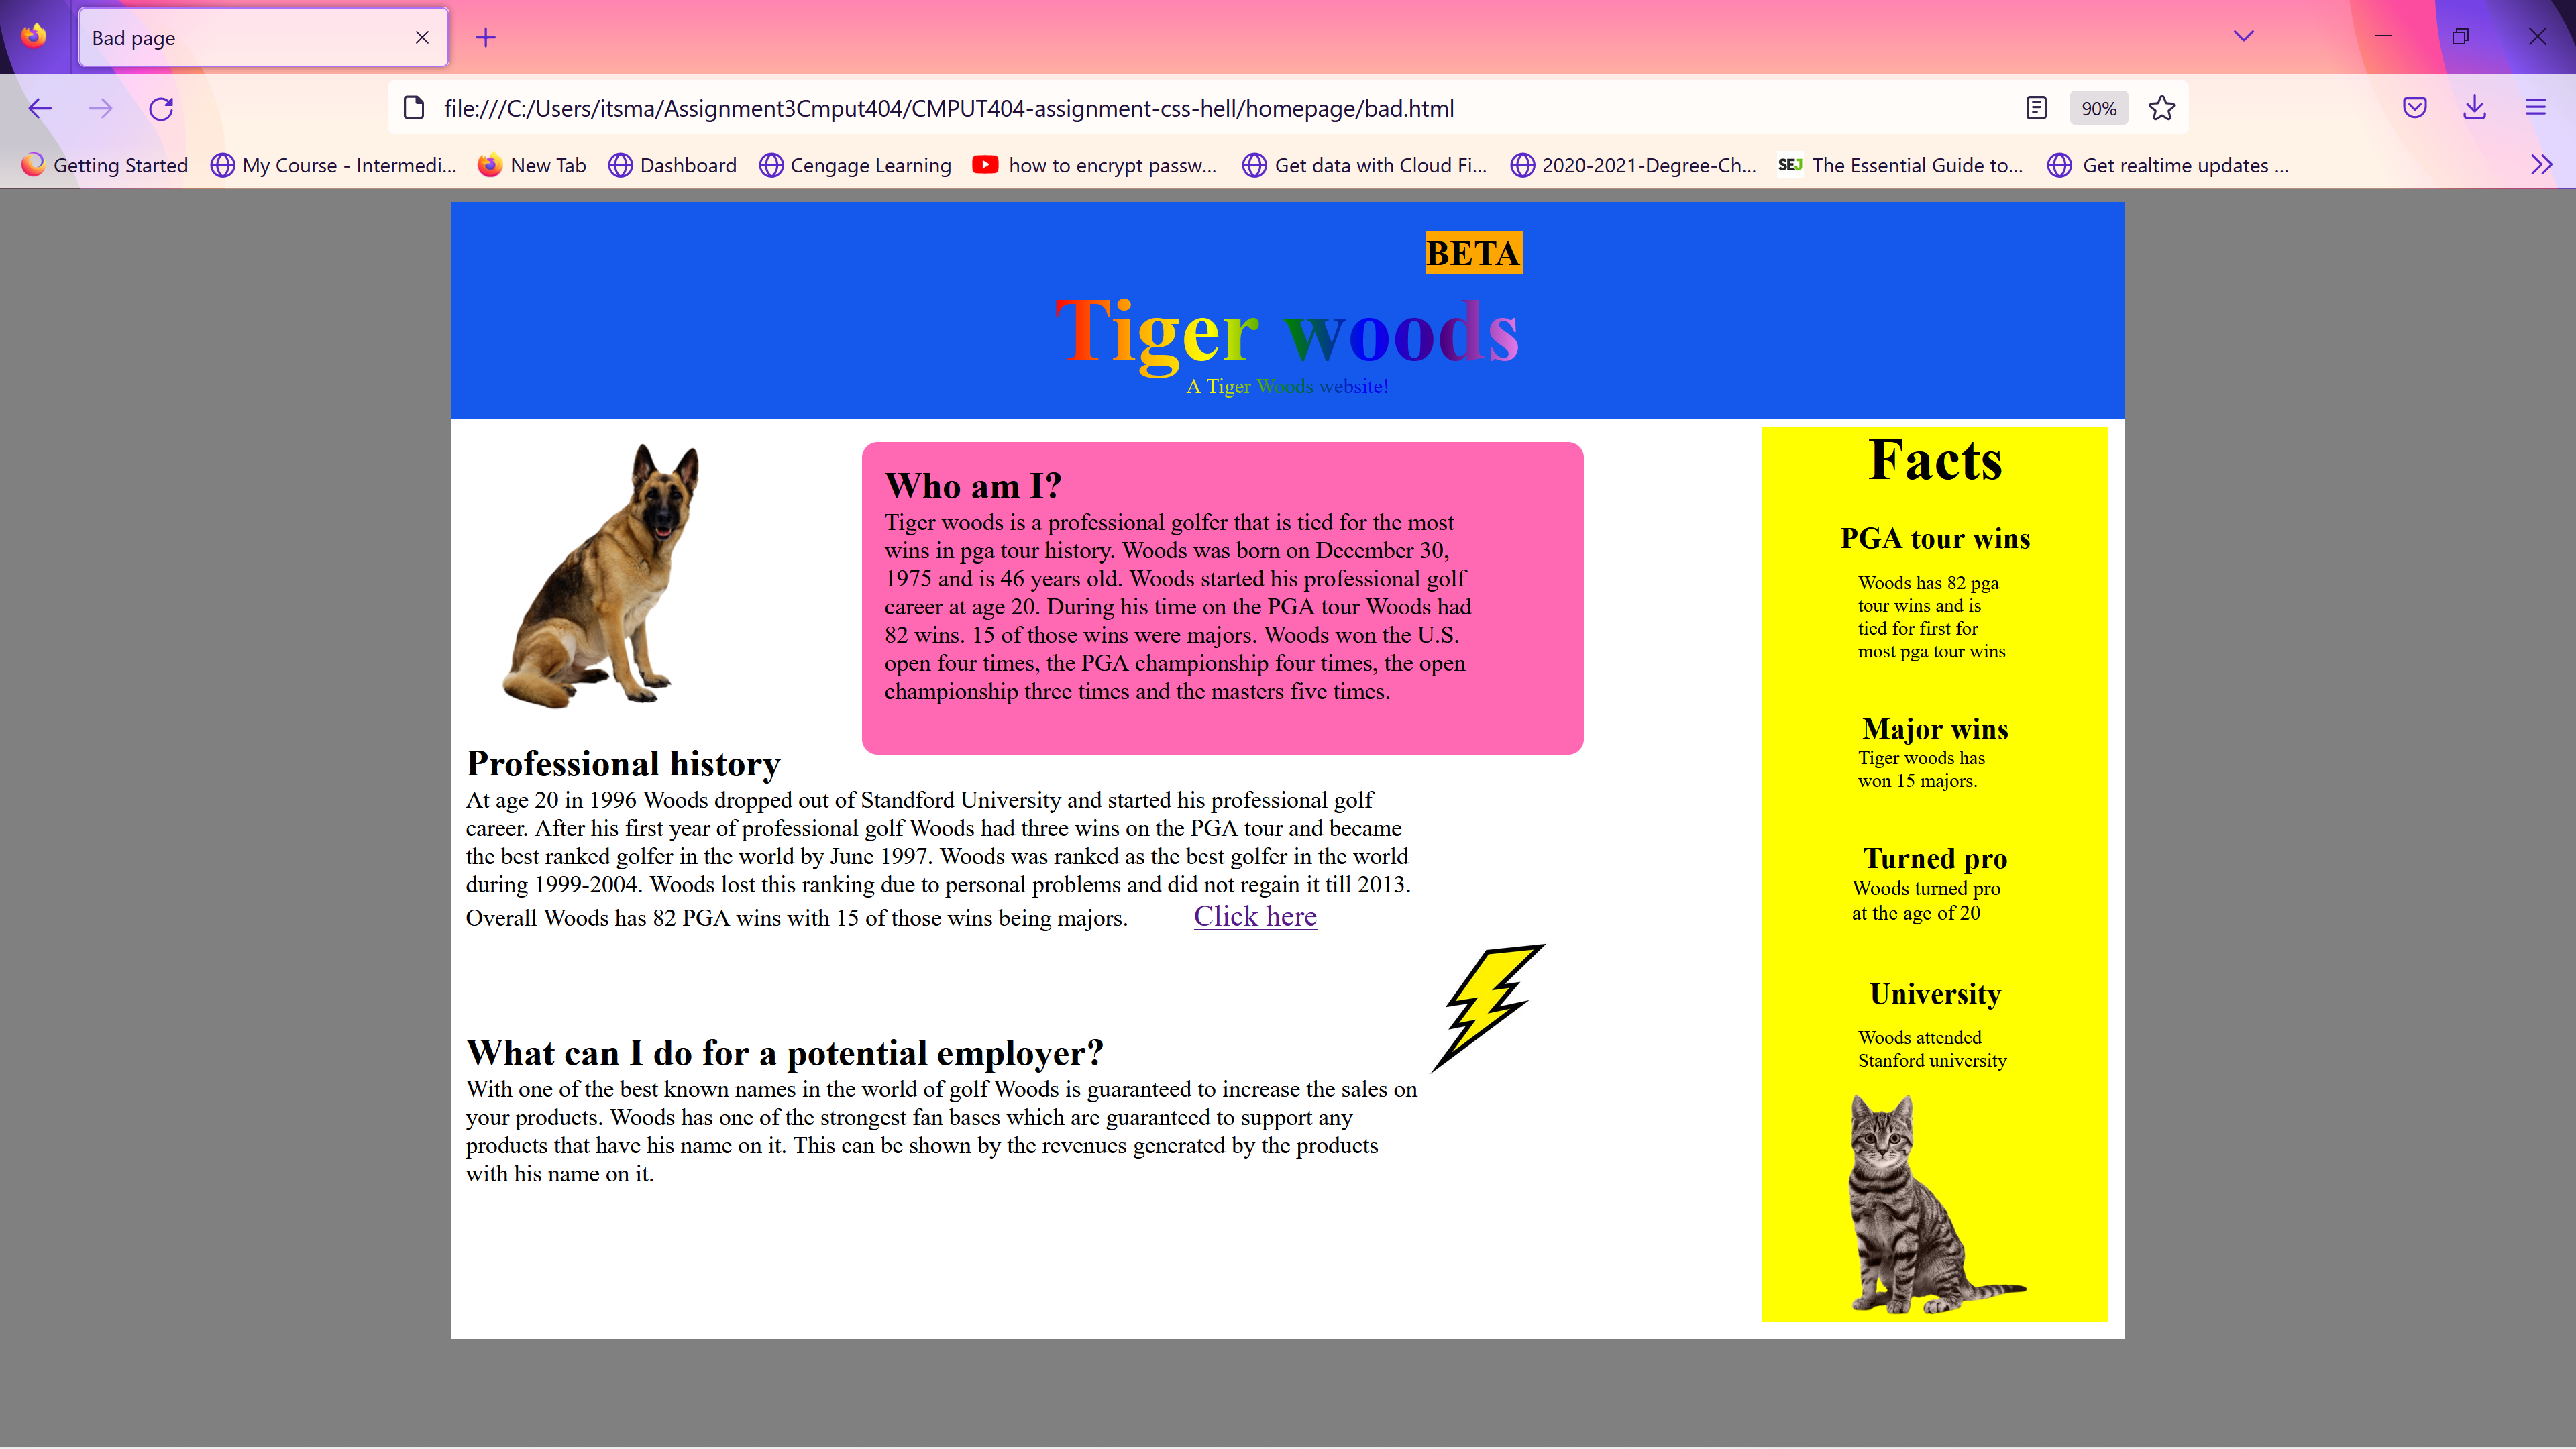 Bad page
file:///C:/Users/itsma/Assignment3Cmput404/CMPUT404-assignment-css-hell/homepage/bad.html
90%
Getting Started
My Course - Intermedi...
New Tab
Dashboard
Cengage Learning
how to encrypt passw...
Get data with Cloud Fi...
2020-2021-Degree-Ch...
SEJ
The Essential Guide to...
Get realtime updates ...
BETA
Tiger woods
A Tiger Woods website!
Who am I?
Tiger woods is a professional golfer that is tied for the most
wins in pga tour history. Woods was born on December 30,
1975 and is 46 years old. Woods started his professional golf
career at age 20. During his time on the PGA tour Woods had
82 wins. 15 of those wins were majors. Woods won the U.S.
open four times, the PGA championship four times, the open
championship three times and the masters five times.
Professional history
At age 20 in 1996 Woods dropped out of Standford University and started his professional golf
career. After his first year of professional golf Woods had three wins on the PGA tour and became
the best ranked golfer in the world by June 1997. Woods was ranked as the best golfer in the world
during 1999-2004. Woods lost this ranking due to personal problems and did not regain it till 2013.
Overall Woods has 82 PGA wins with 15 of those wins being majors. Click here
What can I do for a potential employer?
With one of the best known names in the world of golf Woods is guaranteed to increase the sales on
your products. Woods has one of the strongest fan bases which are guaranteed to support any
products that have his name on it. This can be shown by the revenues generated by the products
with his name on it.
Facts
PGA tour wins
Woods has 82 pga
tour wins and is
tied for first for
most pga tour wins
Major wins
Tiger woods has
won 15 majors.
Turned pro
Woods turned pro
at the age of 20
University
Woods attended
Stanford university